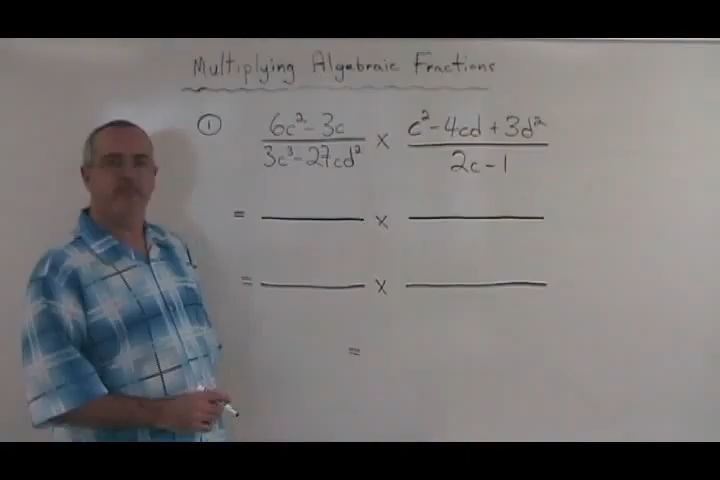 Multiplying Algebraic Fractions
① 6c² - 3c / 3c³ - 27cd² × c² - 4cd + 3d² / 2c - 1
= ×
= ×
=